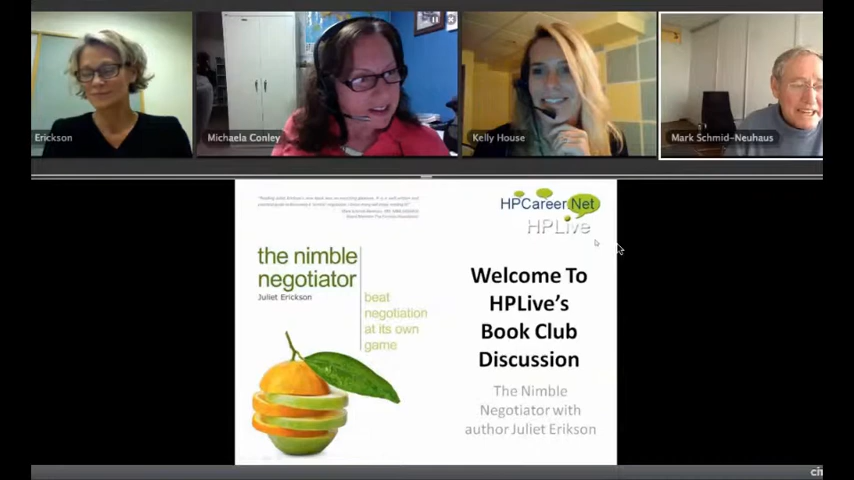 Erickson
Michaela Conley
Kelly House
Mark Schmid-Neuhaus
HPCareer.Net
HPLive
the nimble
negotiator
Juliet Erickson
beat
negotiation
at its own
game
Welcome To
HPLive's
Book Club
Discussion
The Nimble
Negotiator with
author Juliet Erikson